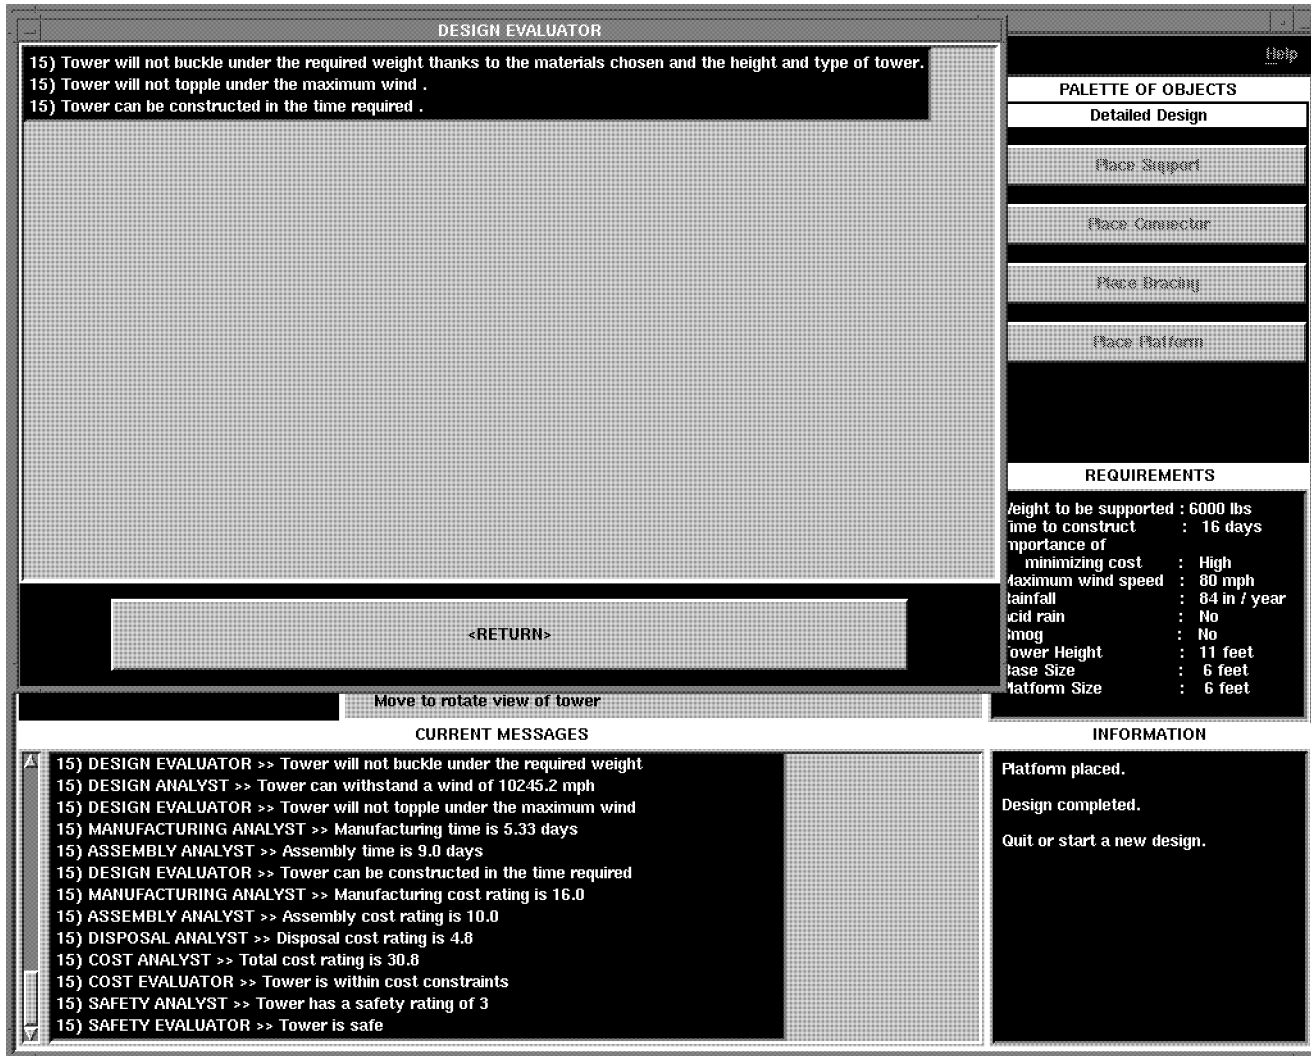 DESIGN EVALUATOR
15) Tower will not buckle under the required weight thanks to the materials chosen and the height and type of tower.
15) Tower will not topple under the maximum wind .
15) Tower can be constructed in the time required .
<RETURN>
Help
PALETTE OF OBJECTS
Detailed Design
Place Support
Place Connector
Place Bracing
Place Platform
REQUIREMENTS
Weight to be supported : 6000 lbs
Time to construct : 16 days
Importance of
minimizing cost : High
Maximum wind speed : 80 mph
Rainfall : 84 in / year
Acid rain : No
Smog : No
Tower Height : 11 feet
Base Size : 6 feet
Platform Size : 6 feet
Move to rotate view of tower
CURRENT MESSAGES
15) DESIGN EVALUATOR >> Tower will not buckle under the required weight
15) DESIGN ANALYST >> Tower can withstand a wind of 10245.2 mph
15) DESIGN EVALUATOR >> Tower will not topple under the maximum wind
15) MANUFACTURING ANALYST >> Manufacturing time is 5.33 days
15) ASSEMBLY ANALYST >> Assembly time is 9.0 days
15) DESIGN EVALUATOR >> Tower can be constructed in the time required
15) MANUFACTURING ANALYST >> Manufacturing cost rating is 16.0
15) ASSEMBLY ANALYST >> Assembly cost rating is 10.0
15) DISPOSAL ANALYST >> Disposal cost rating is 4.8
15) COST ANALYST >> Total cost rating is 30.8
15) COST EVALUATOR >> Tower is within cost constraints
15) SAFETY ANALYST >> Tower has a safety rating of 3
15) SAFETY EVALUATOR >> Tower is safe
INFORMATION
Platform placed.
Design completed.
Quit or start a new design.